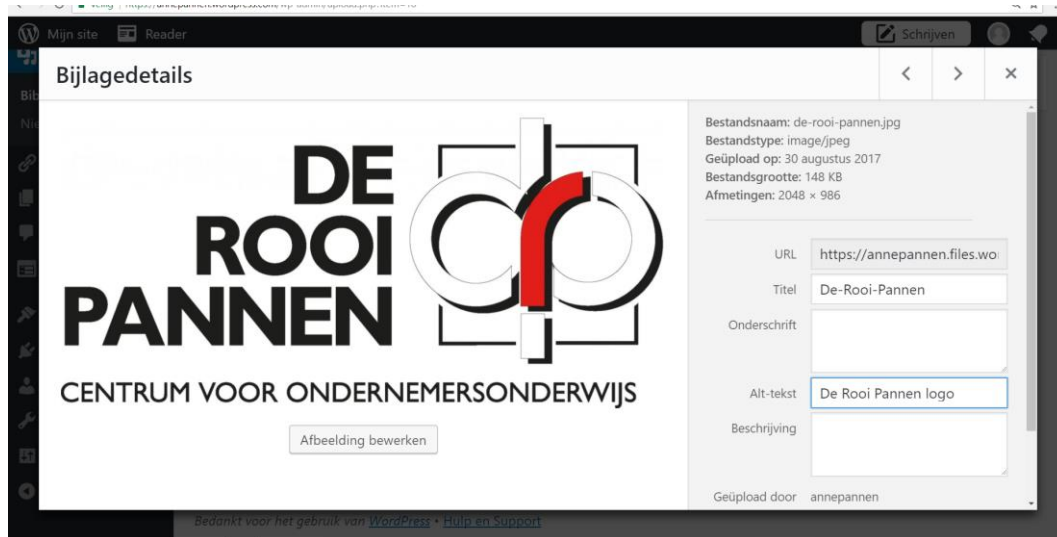 Mijn site Reader Schrijven
Bijlagedetails
Bib
Nie
DE
ROOI
PANNEN
CENTRUM VOOR ONDERNEMERSONDERWIJS
Afbeelding bewerken
Bestandsnaam: de-rooi-pannen.jpg
Bestandstype: image/jpeg
Geüpload op: 30 augustus 2017
Bestandsgrootte: 148 KB
Afmetingen: 2048 × 986
URL https://annepannen.files.wo
Titel De-Rooi-Pannen
Onderschrift
Alt-tekst De Rooi Pannen logo
Beschrijving
Geüpload door annepannen
Bedankt voor het gebruik van WordPress • Hulp en Support